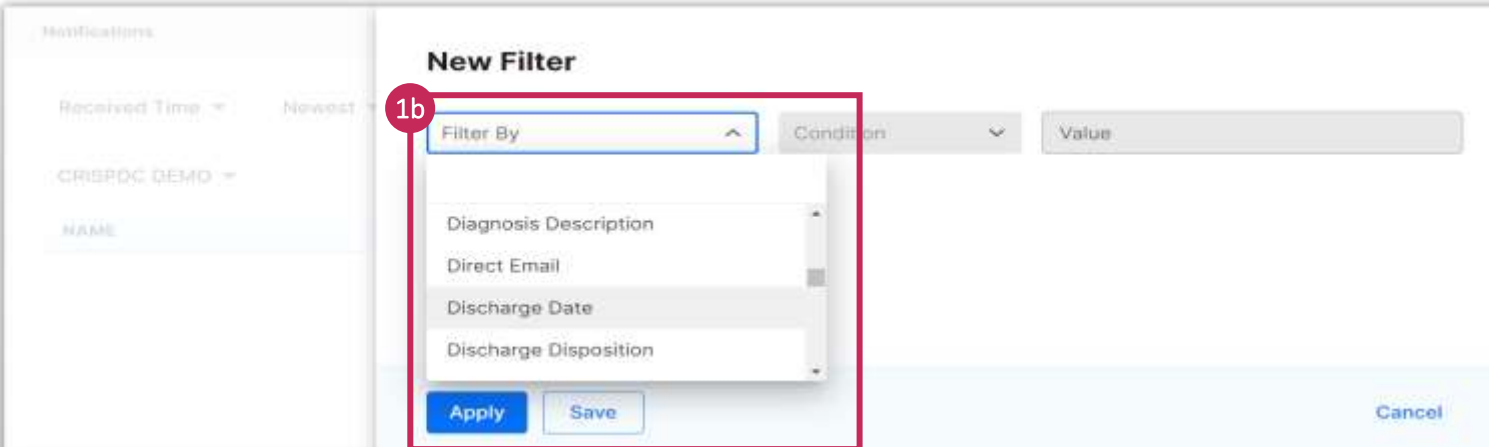 Notifications
New Filter
Received Time Newest
1b
Filter By Condition Value
CRISPDC DEMO
NAME
Diagnosis Description
Direct Email
Discharge Date
Discharge Disposition
Apply Save Cancel